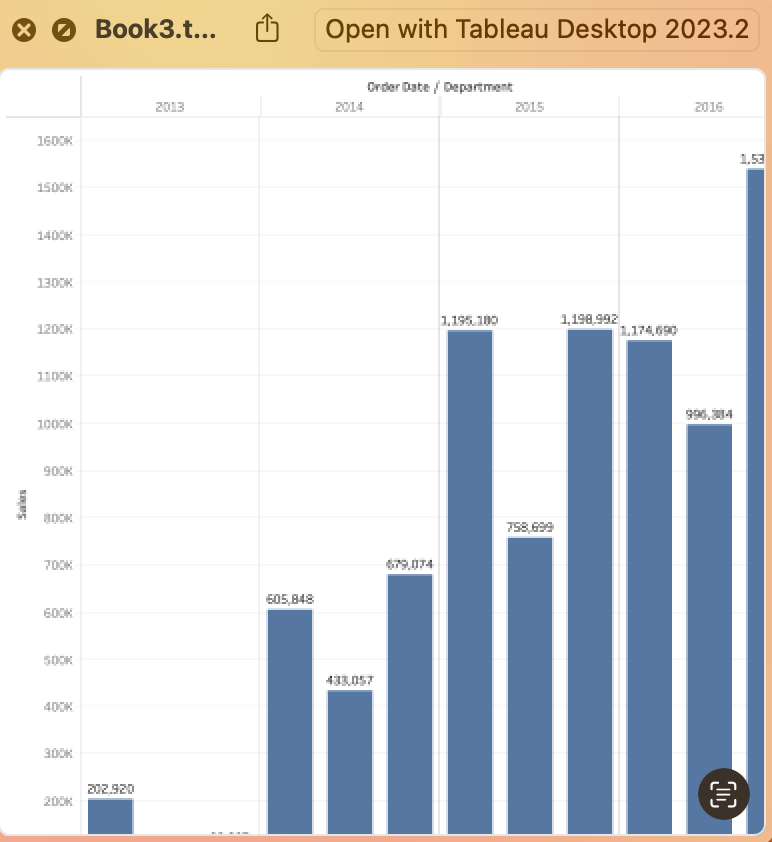 Book3.t...
Open with Tableau Desktop 2023.2
Order Date / Department
2013 2014 2015 2016
1600K
1.53
1500K
1400K
1300K
1200K
1,195,180 1,198,992 1,174,690
1100K
1000K
996,384
900K
Sales
800K
758,699
700K
679,074
600K
605,848
500K
400K
433,057
300K
200K
202,920